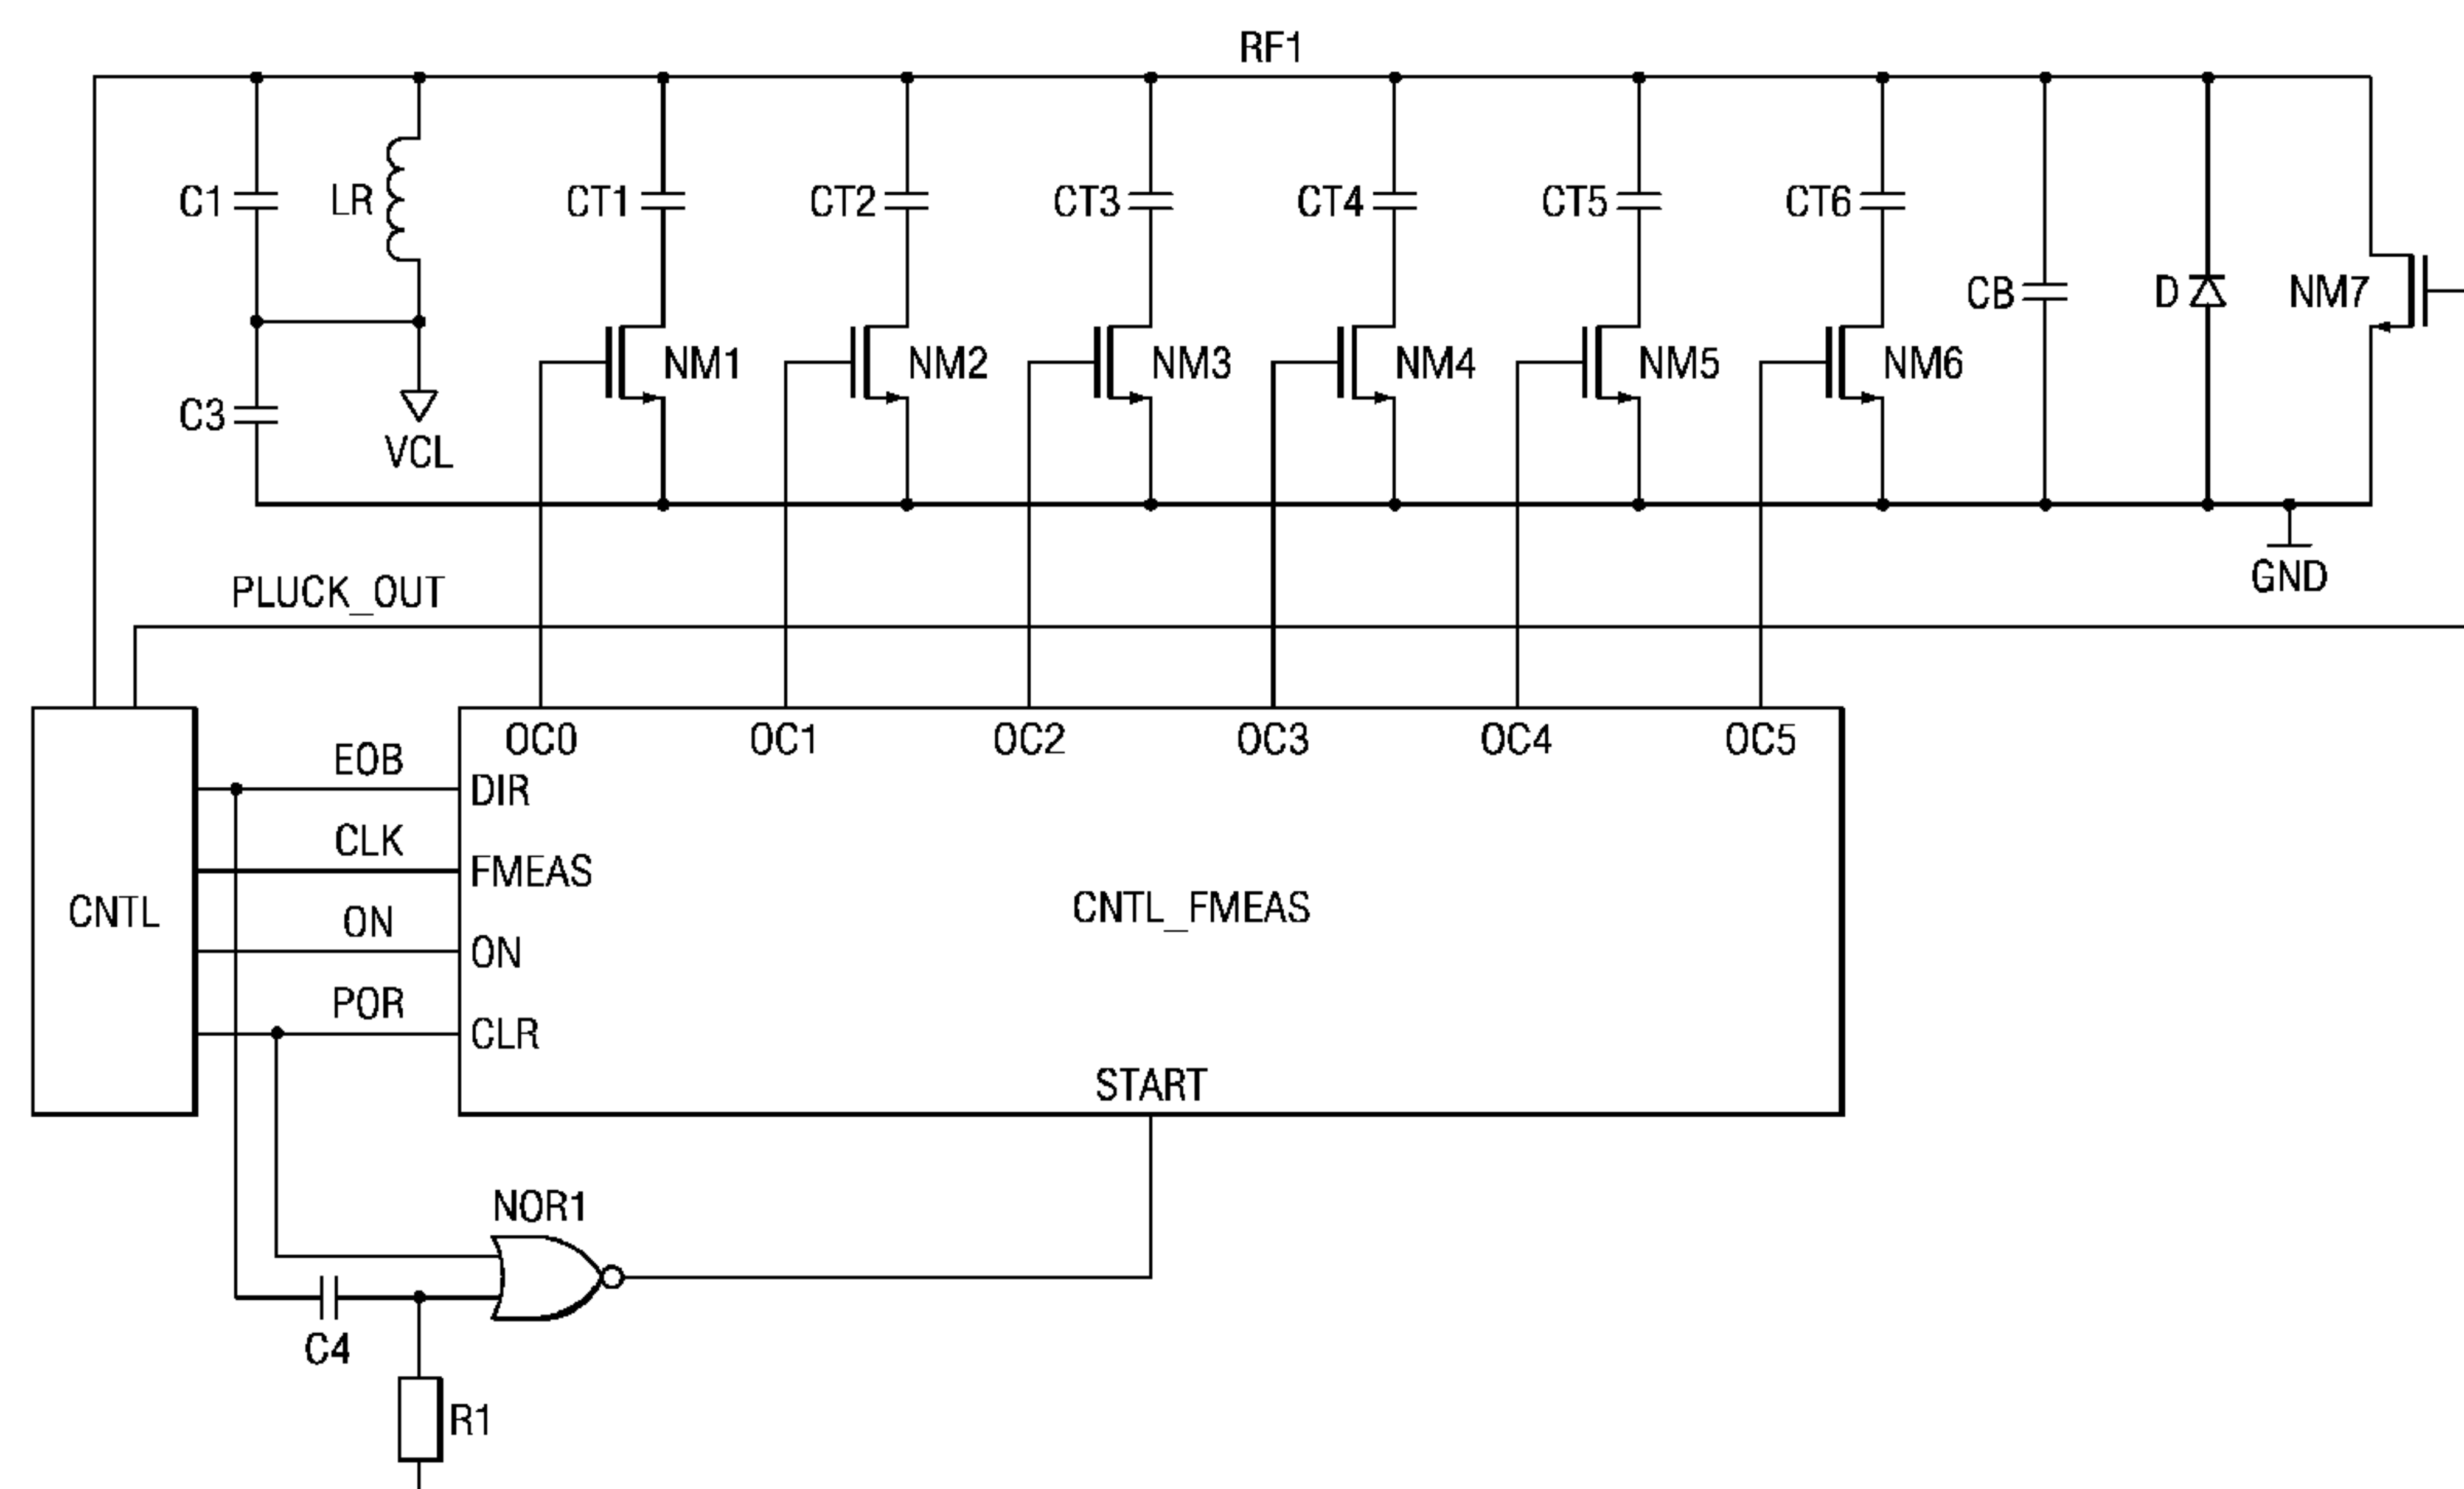 RF1
C1
LR
CT1
CT2
CT3
CT4
CT5
CT6
CB
D
NM7
NM1
NM2
NM3
NM4
NM5
NM6
C3
VCL
GND
PLUCK_OUT
OC0
OC1
OC2
OC3
OC4
OC5
EOB
DIR
CLK
FMEAS
CNTL
CNTL_FMEAS
ON
ON
POR
CLR
START
NOR1
C4
R1